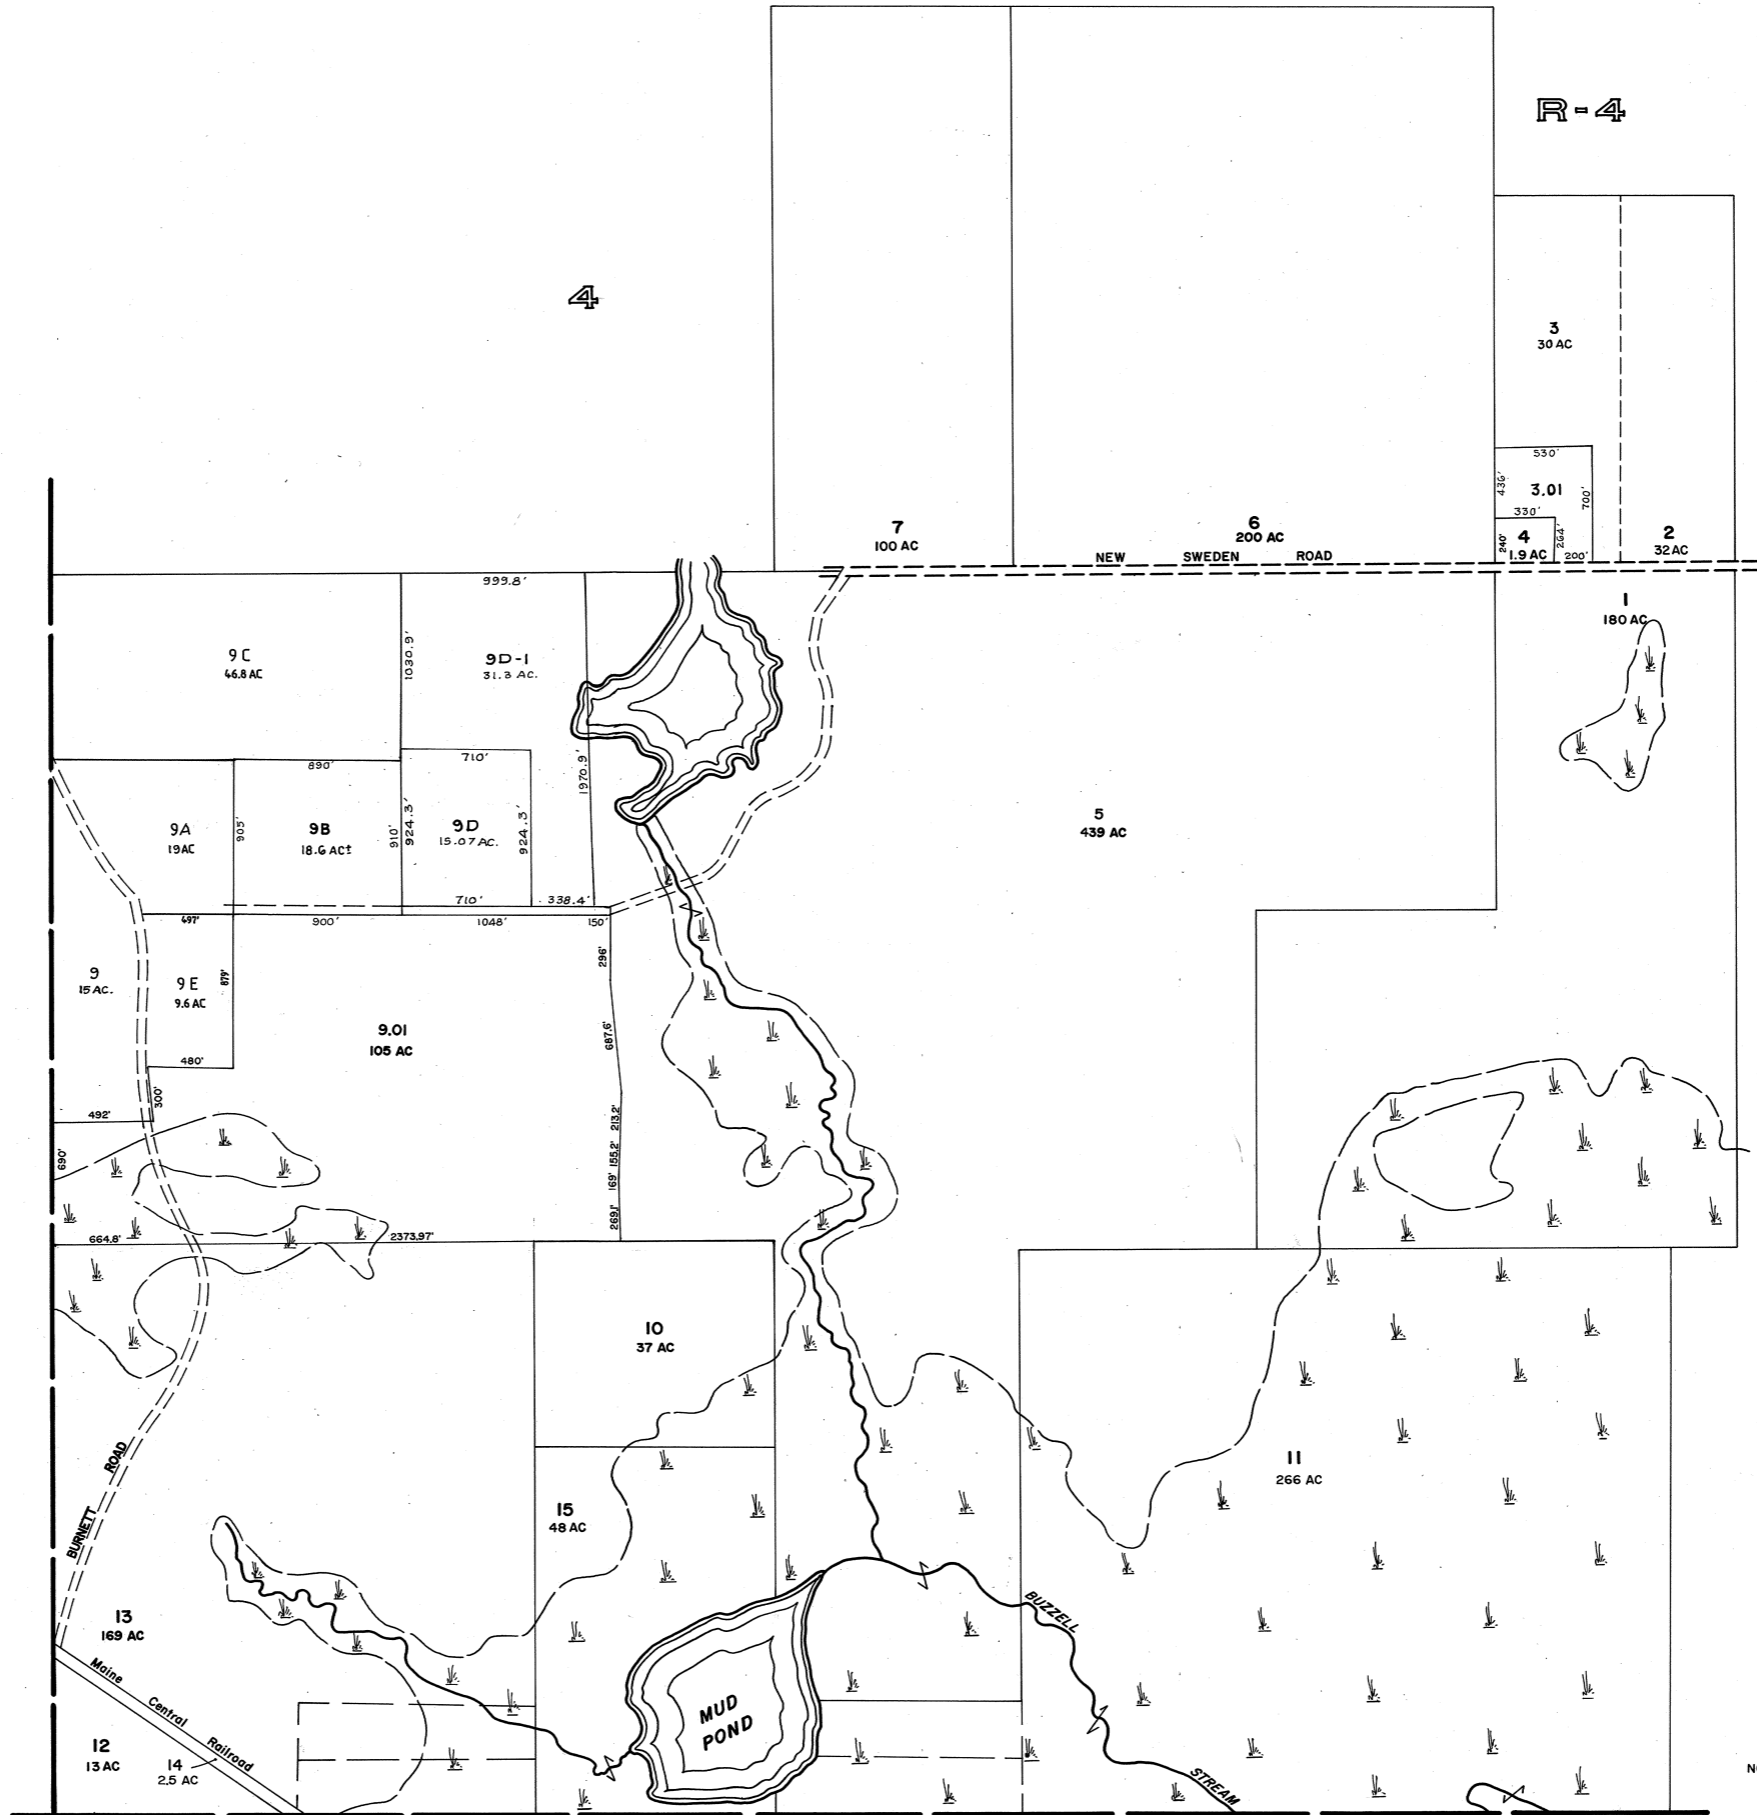 R-4
4
3
30 AC
530'
436'
3.01
700'
330'
240'
4
1.9 AC
264'
200'
2
32 AC
7
100 AC
6
200 AC
NEW SWEDEN ROAD
1
180 AC
999.8'
9 C
46.8 AC
1030.9'
9D-1
31.3 AC.
1970.9'
890'
710'
9A
19 AC
905'
9B
18.6 AC±
910'
924.3'
9D
15.07 AC.
924.3'
5
439 AC
710'
338.4'
497'
900'
1048'
150'
296'
9
15 AC.
9 E
9.6 AC
879'
9.01
105 AC
687.6'
480'
300'
492'
213.2'
155.2'
169'
269.1'
690'
664.8'
2373.97'
10
37 AC
11
266 AC
15
48 AC
BURNETT ROAD
13
169 AC
Maine Central Railroad
12
13 AC
14
2.5 AC
MUD
POND
BUZZELL
STREAM